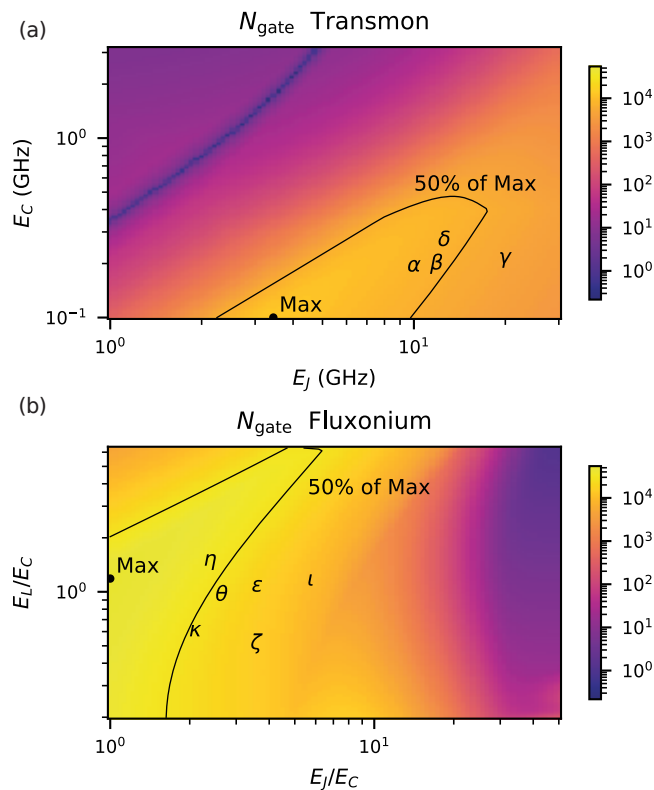 (a)
N_gate Transmon
E_C (GHz)
10^0
10^−1
50% of Max
δ
α β γ
Max
10^0 10^1
E_J (GHz)
10^4
10^3
10^2
10^1
10^0
(b)
N_gate Fluxonium
E_L/E_C
10^0
50% of Max
Max
η
θ ε ι
κ ζ
10^0 10^1
E_J/E_C
10^4
10^3
10^2
10^1
10^0